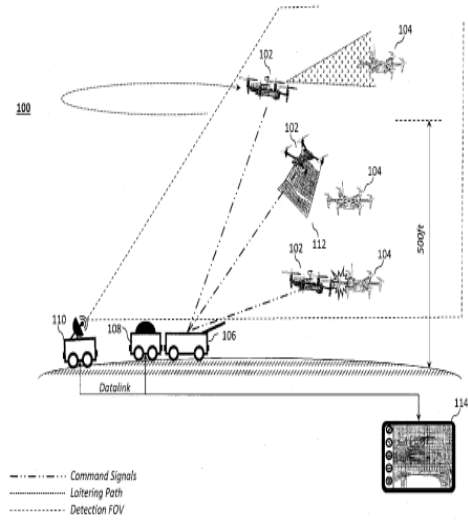 104
102
100
102
104
112
500ft
102
104
110
108
106
Datalink
114
Command Signals
Loitering Path
Detection FOV